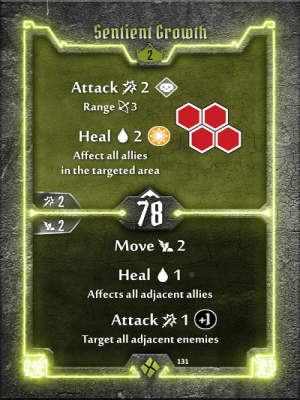 Sentient Growth
2
Attack 2
Range 3
Heal 2
Affect all allies
in the targeted area
2
78
2
Move 2
Heal 1
Affects all adjacent allies
Attack 1 +1
Target all adjacent enemies
131